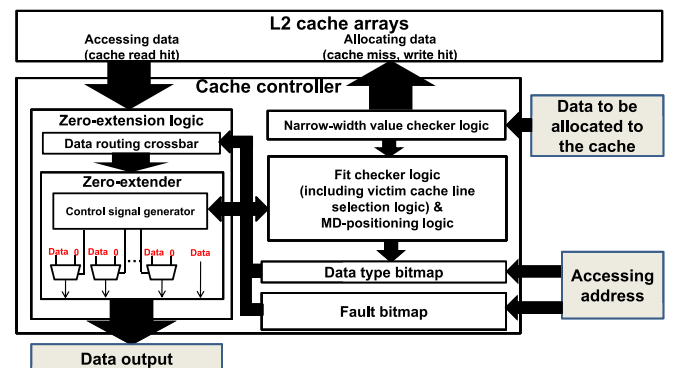 L2 cache arrays
Accessing data
(cache read hit)
Allocating data
(cache miss, write hit)
Cache controller
Zero-extension logic
Data routing crossbar
Zero-extender
Control signal generator
Data 0
Data 0
...
Data 0
Data
Narrow-width value checker logic
Fit checker logic
(including victim cache line
selection logic) &
MD-positioning logic
Data type bitmap
Fault bitmap
Data to be
allocated to
the cache
Accessing
address
Data output